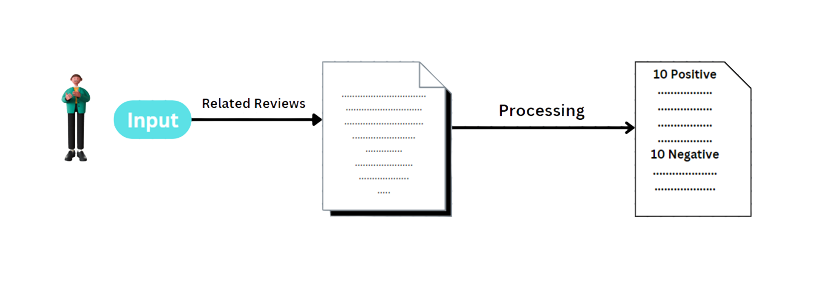 Input
Related Reviews
Processing
10 Positive
10 Negative